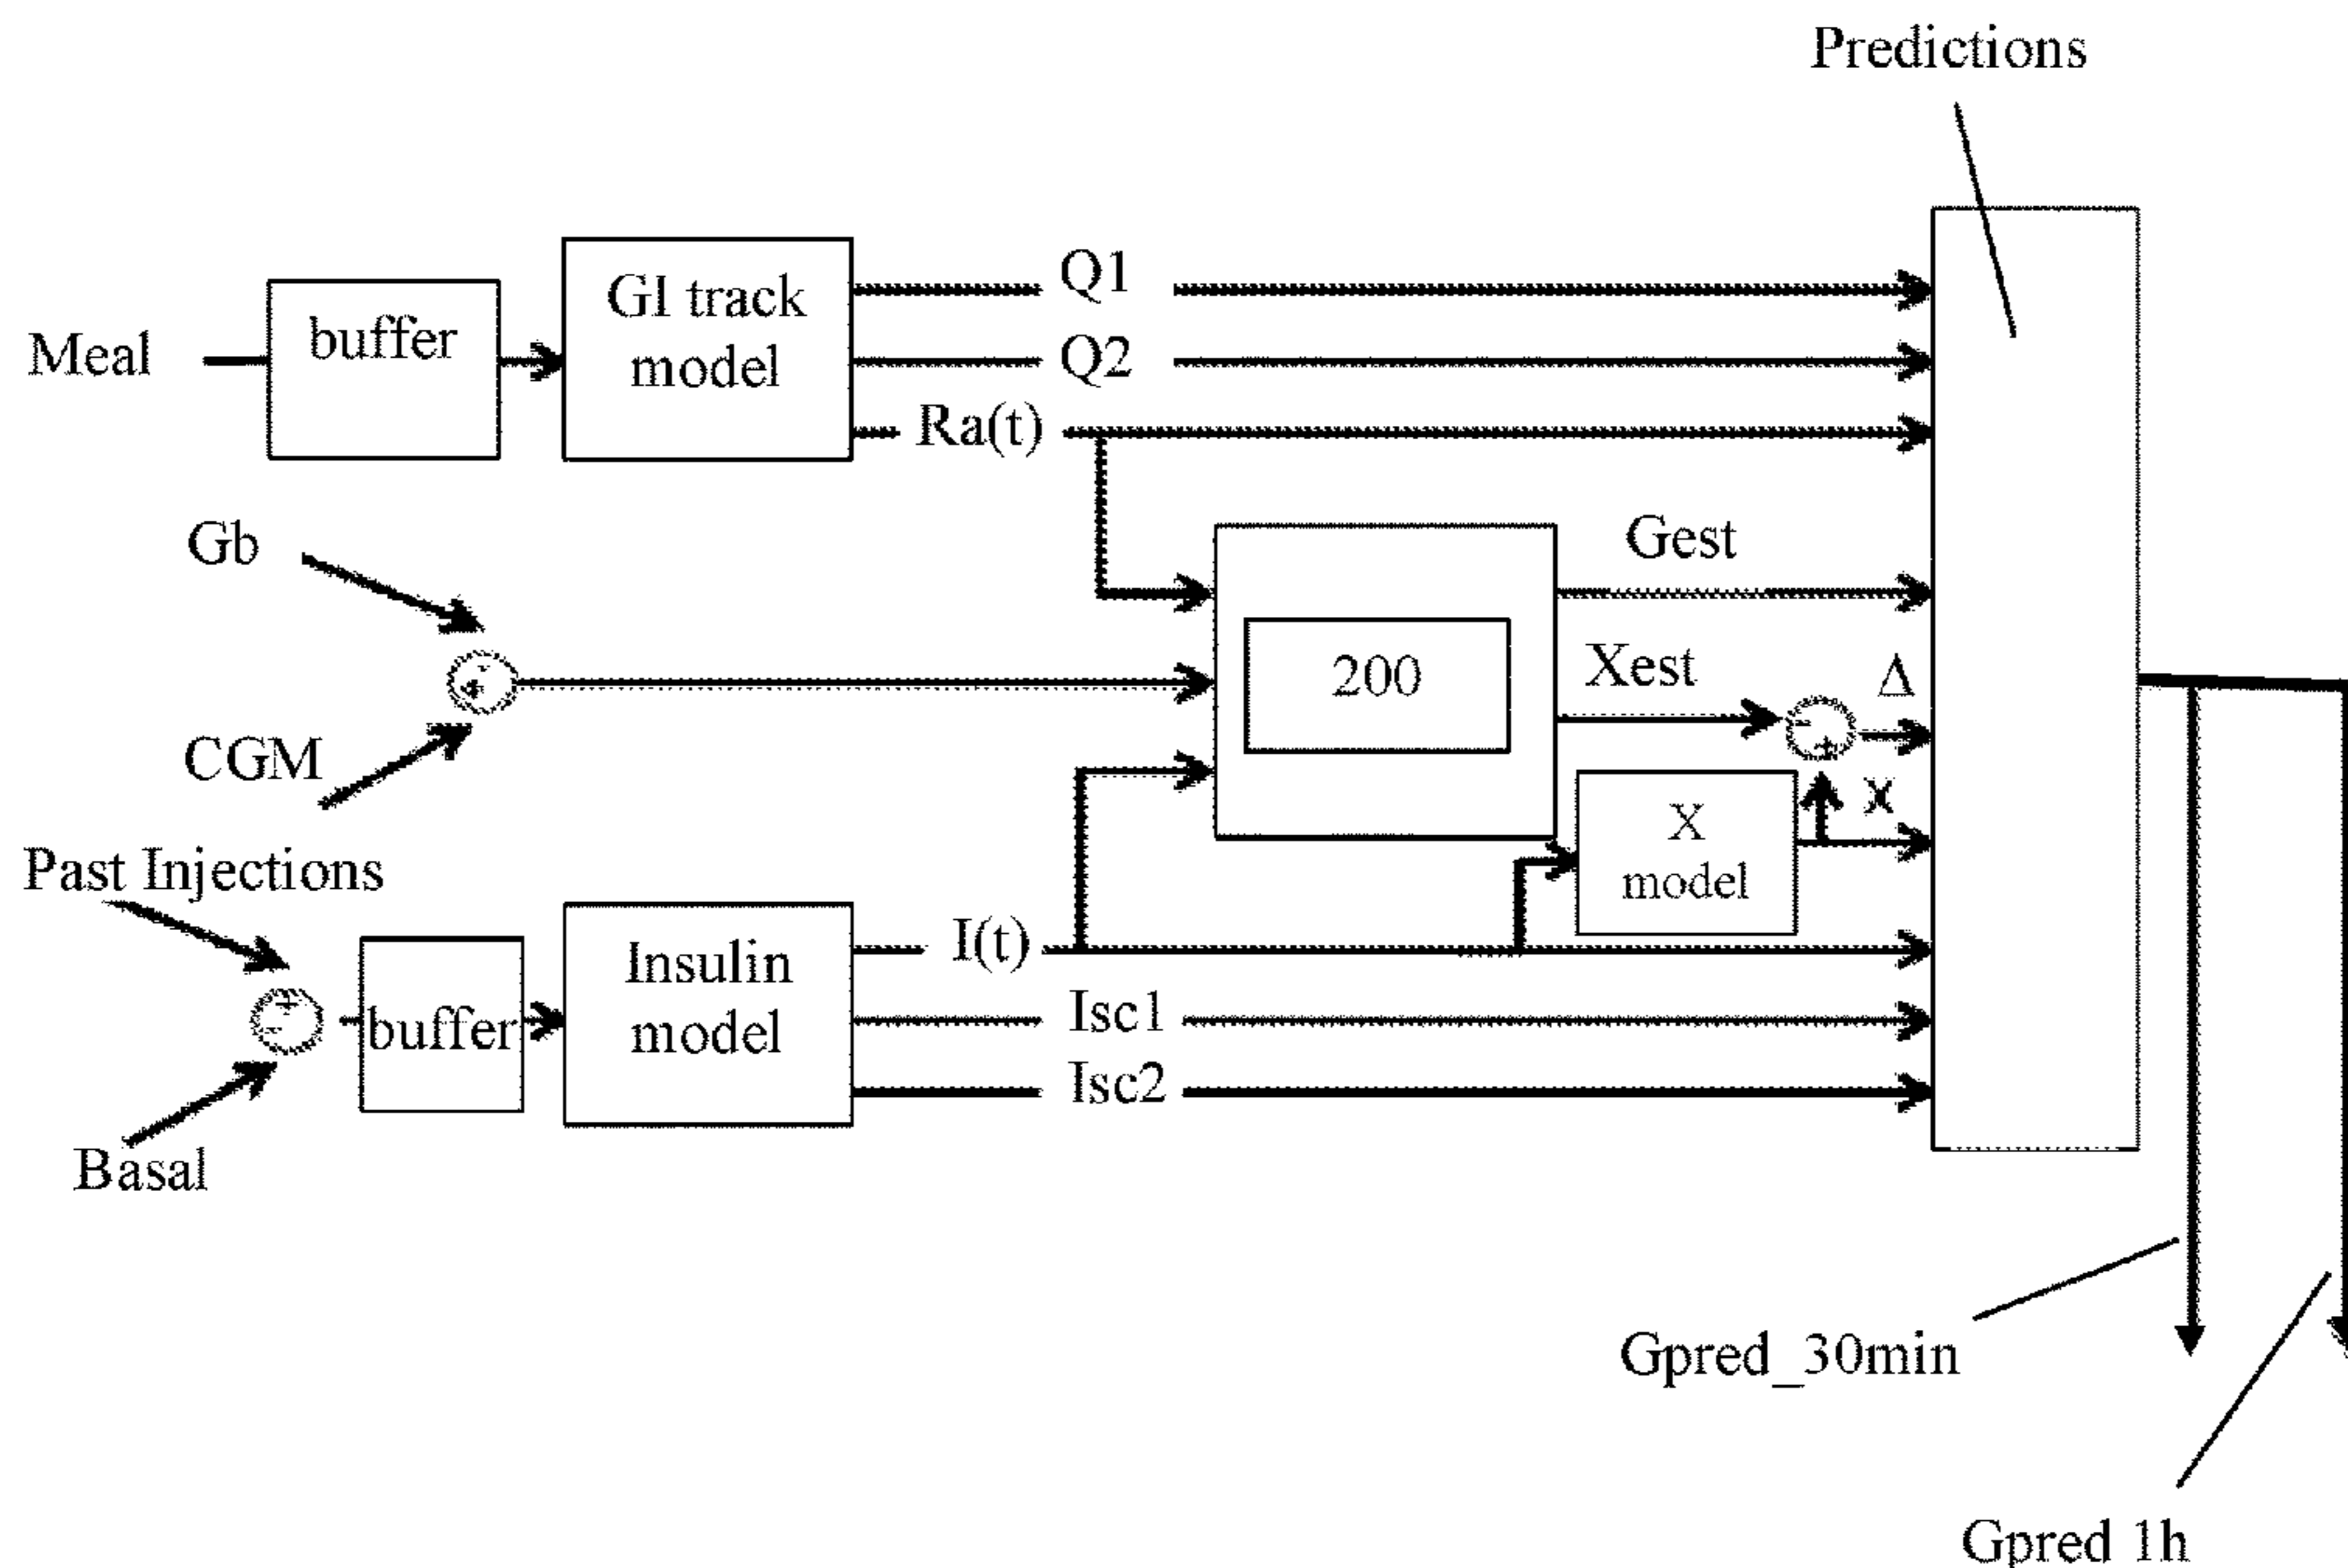 Predictions
Meal
buffer
GI track
model
Q1
Q2
Ra(t)
Gb
CGM
200
Gest
Xest
Δ
X
X
model
Past Injections
Basal
buffer
Insulin
model
I(t)
Isc1
Isc2
Gpred_30min
Gpred 1h